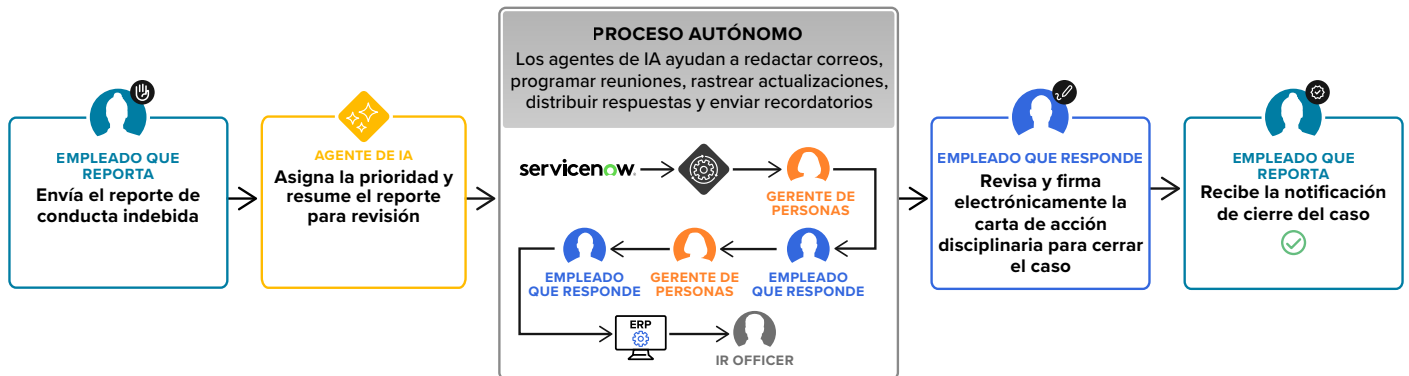 EMPLEADO QUE
REPORTA
Envía el reporte de
conducta indebida
AGENTE DE IA
Asigna la prioridad y
resume el reporte
para revisión
PROCESO AUTÓNOMO
Los agentes de IA ayudan a redactar correos,
programar reuniones, rastrear actualizaciones,
distribuir respuestas y enviar recordatorios
servicenow
GERENTE DE
PERSONAS
EMPLEADO
QUE RESPONDE
GERENTE DE
PERSONAS
EMPLEADO
QUE RESPONDE
ERP
IR OFFICER
EMPLEADO QUE RESPONDE
Revisa y firma
electrónicamente la
carta de acción
disciplinaria para cerrar
el caso
EMPLEADO QUE
REPORTA
Recibe la notificación
de cierre del caso